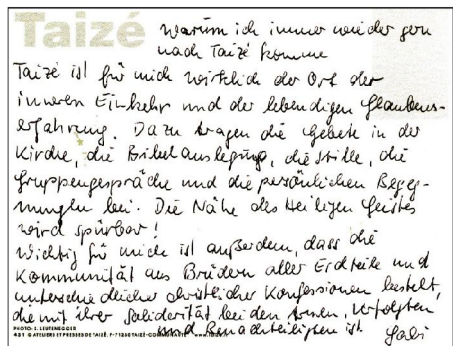 Taizé
Warum ich immer wieder gern
nach Taizé komme
Taizé ist für mich wirklich der Ort der
inneren Einkehr und der lebendigen Glaubens-
erfahrung. Dazu tragen die Gebete in der
Kirche, die Bibelauslegung, die Stille, die
Gruppengespräche und die persönlichen Begeg-
nungen bei. Die Nähe des Heiligen Geistes
wird spürbar!
Wichtig für mich ist außerdem, dass die
Kommunität aus Brüdern aller Erdteile und
unterschiedlicher christlicher Konfessionen besteht,
die mit ihrer Solidarität bei den Armen, Verfolgten
und Benachteiligten ist.
Gabi
PHOTO: S. LEUTENEGGER
ATELIERS ET PRESSES DE TAIZÉ, F-71250 TAIZÉ-COMMUNAUTÉ